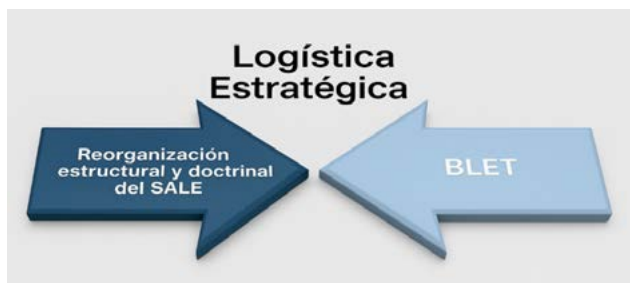 Logística
Estratégica
Reorganización
estructural y doctrinal
del SALE
BLET